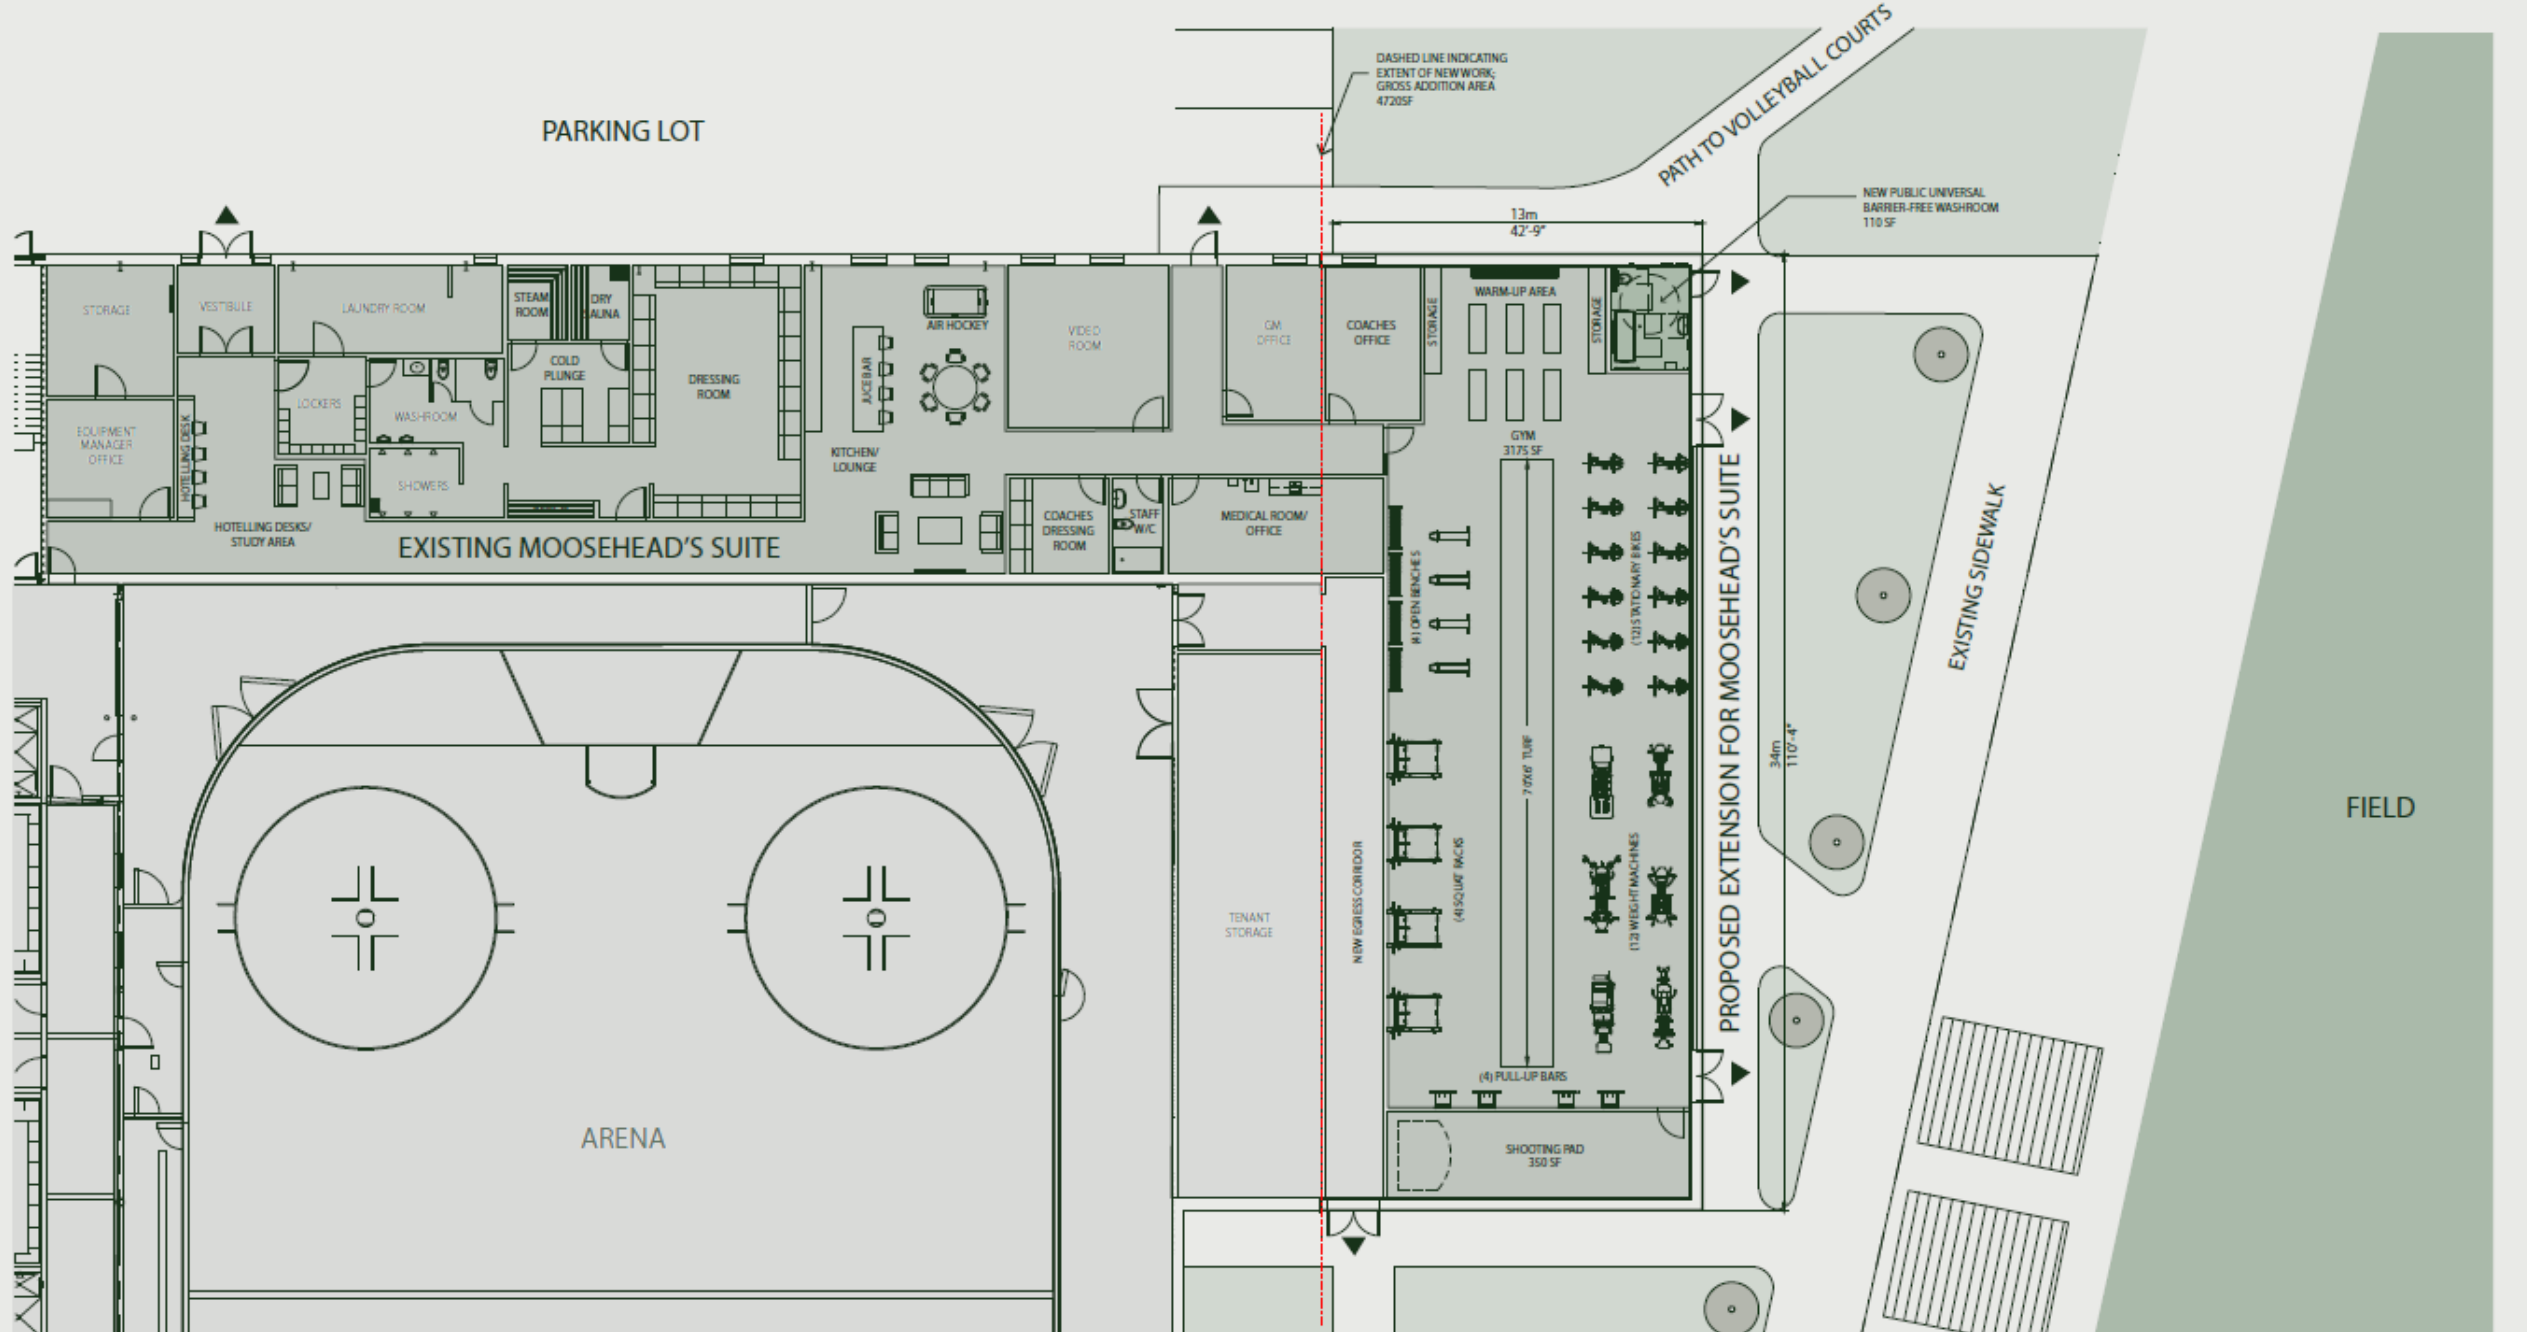 DASHED LINE INDICATING
EXTENT OF NEW WORK;
GROSS ADDITION AREA
4720SF
PATH TO VOLLEYBALL COURTS
PARKING LOT
NEW PUBLIC UNIVERSAL
BARRIER-FREE WASHROOM
110 SF
13m
42'-9"
STORAGE
VESTIBULE
LAUNDRY ROOM
STEAM
ROOM
DRY
SAUNA
AIR HOCKEY
VIDEO
ROOM
GM
OFFICE
COACHES
OFFICE
STORAGE
WARM-UP AREA
STORAGE
COLD
PLUNGE
DRESSING
ROOM
JUICE BAR
LOCKERS
WASHROOM
EQUIPMENT
MANAGER
OFFICE
HOTELLING DESK
KITCHEN/
LOUNGE
GYM
3175 SF
SHOWERS
HOTELLING DESKS/
STUDY AREA
EXISTING MOOSEHEAD'S SUITE
COACHES
DRESSING
ROOM
STAFF
W/C
MEDICAL ROOM/
OFFICE
(4) OPEN BENCHES
(12) STATIONARY BIKES
PROPOSED EXTENSION FOR MOOSEHEAD'S SUITE
EXISTING SIDEWALK
34m
110'-4"
70'X6' TURF
FIELD
NEW EGRESS CORRIDOR
(4) SQUAT RACKS
(12) WEIGHT MACHINES
TENANT
STORAGE
(4) PULL-UP BARS
ARENA
SHOOTING PAD
350 SF